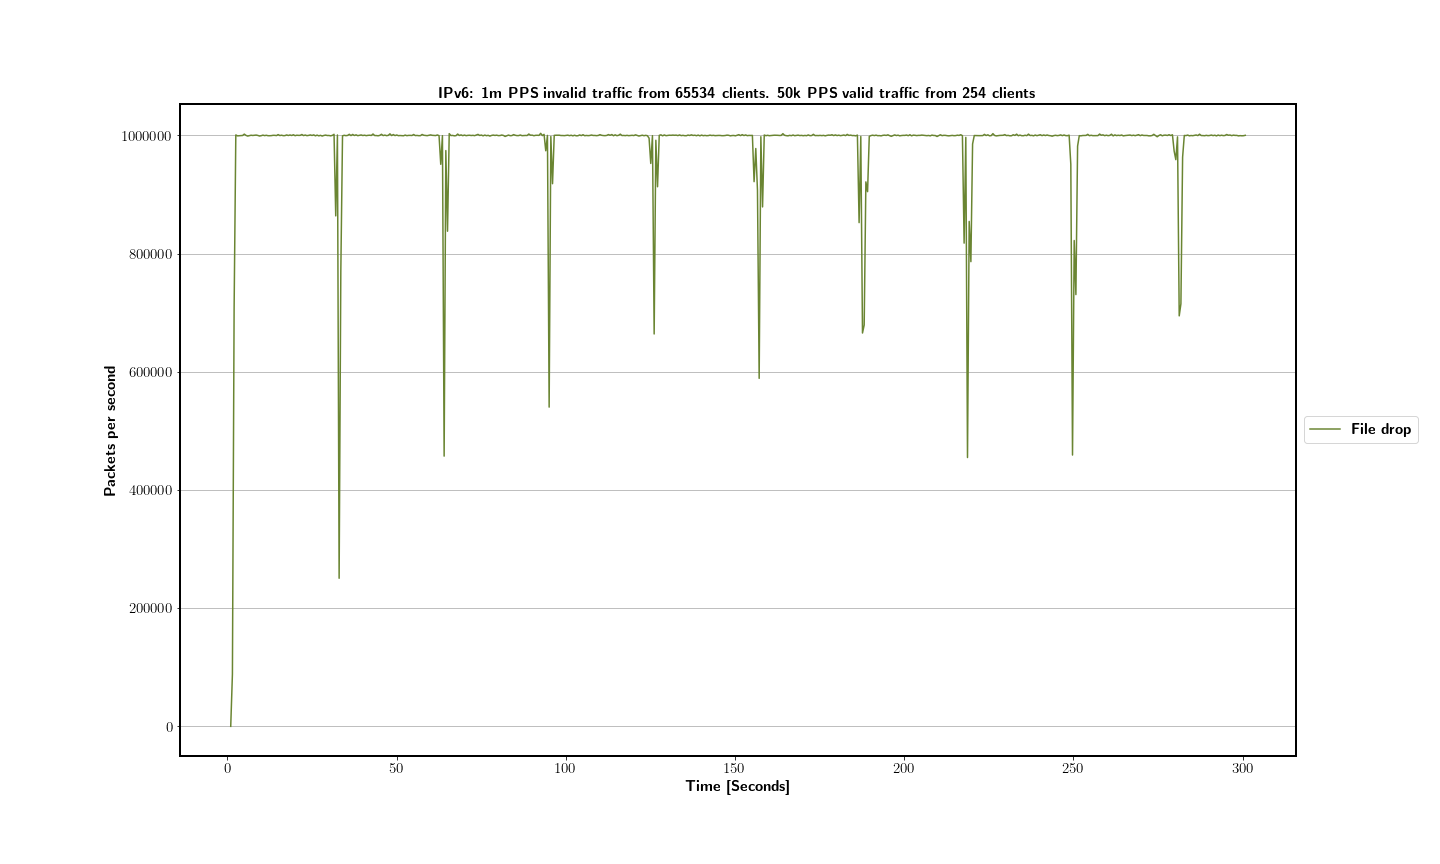 IPv6: 1m PPS invalid traffic from 65534 clients. 50k PPS valid traffic from 254 clients
1000000
800000
600000
400000
200000
0
Packets per second
File drop
0 50 100 150 200 250 300
Time [Seconds]